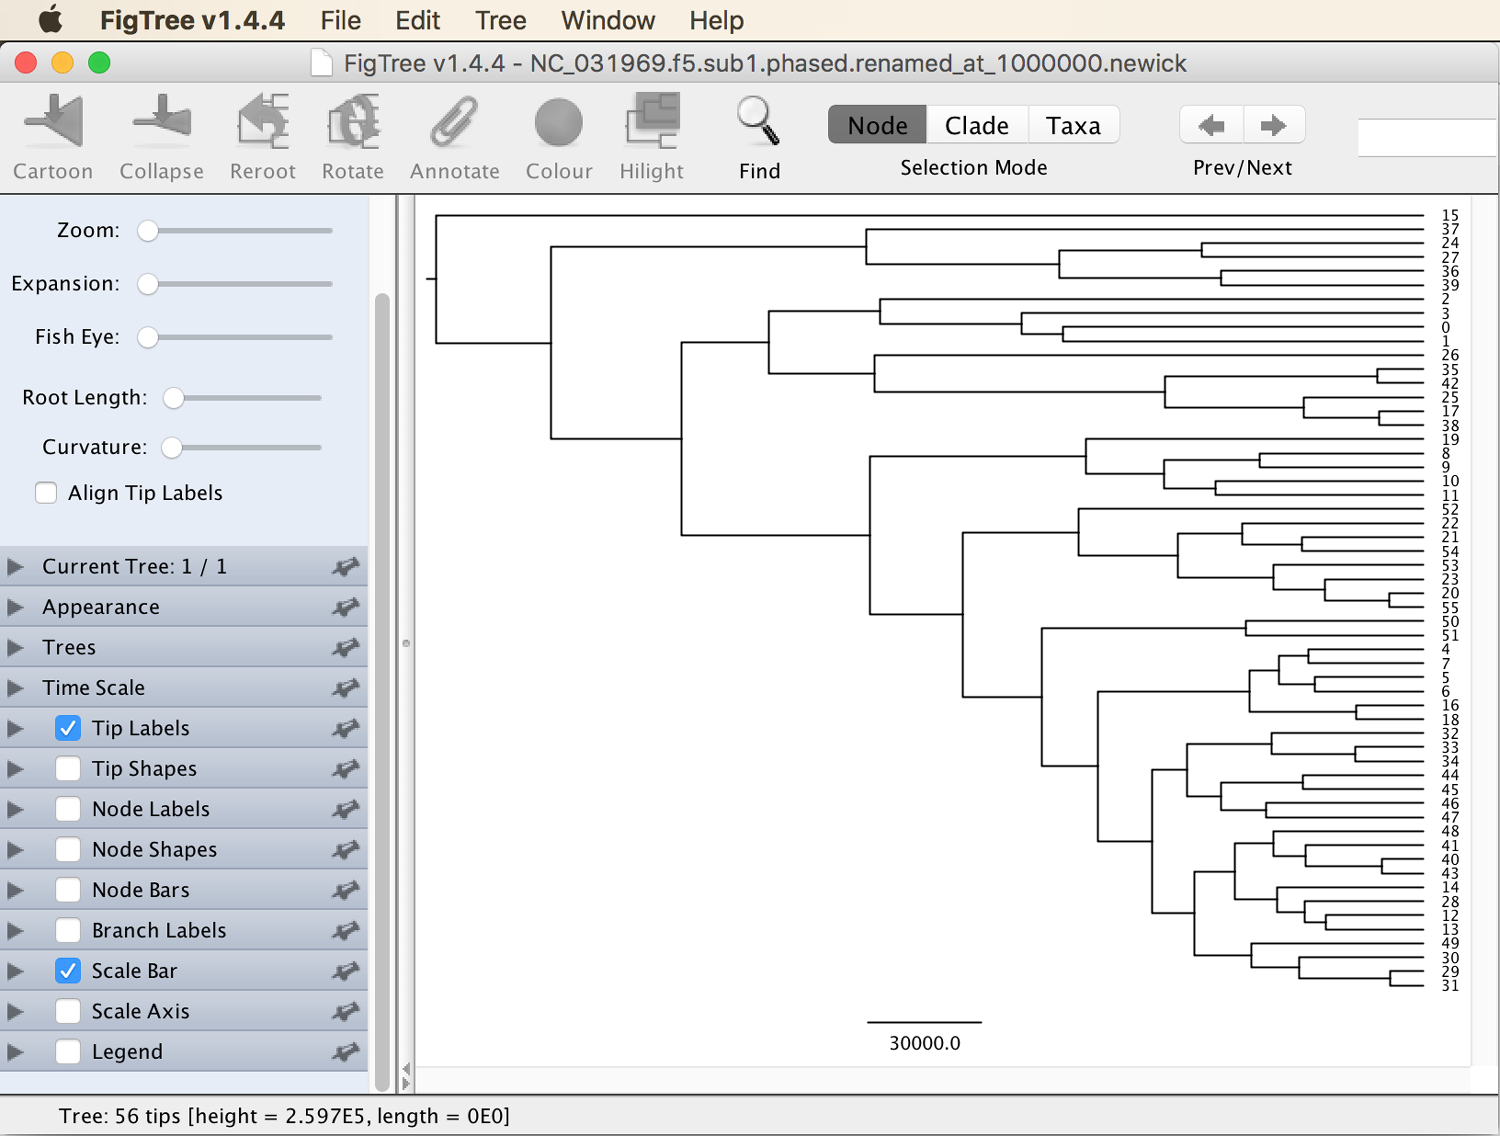 FigTree v1.4.4 File Edit Tree Window Help
FigTree v1.4.4 - NC_031969.f5.sub1.phased.renamed_at_1000000.newick
Cartoon Collapse Reroot Rotate Annotate Colour Hilight Find
Node Clade Taxa
Selection Mode
Prev/Next
Zoom:
Expansion:
Fish Eye:
Root Length:
Curvature:
Align Tip Labels
Current Tree: 1 / 1
Appearance
Trees
Time Scale
Tip Labels
Tip Shapes
Node Labels
Node Shapes
Node Bars
Branch Labels
Scale Bar
Scale Axis
Legend
15
37
24
27
36
39
2
3
0
1
26
35
42
25
17
38
19
8
9
10
11
52
22
21
54
53
23
20
55
50
51
4
7
5
6
16
18
32
33
34
44
45
46
47
48
41
40
43
14
28
12
13
49
30
29
31
30000.0
Tree: 56 tips [height = 2.597E5, length = 0E0]